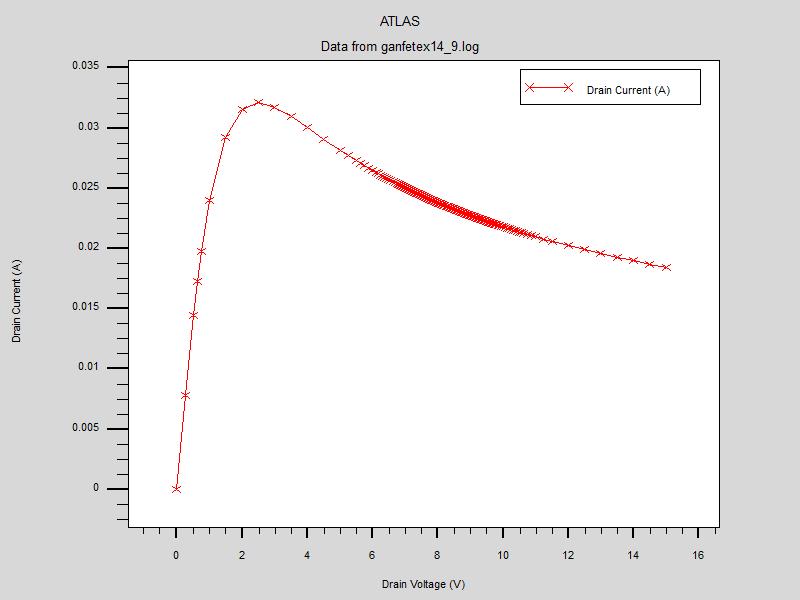 ATLAS
Data from ganfetex14_9.log
Drain Current (A)
0.035
0.03
0.025
0.02
0.015
0.01
0.005
0
Drain Current (A)
0 2 4 6 8 10 12 14 16
Drain Voltage (V)